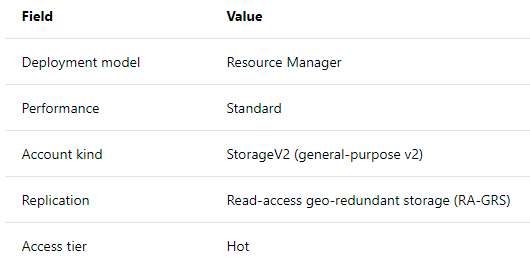 Field Value
Deployment model Resource Manager
Performance Standard
Account kind StorageV2 (general-purpose v2)
Replication Read-access geo-redundant storage (RA-GRS)
Access tier Hot